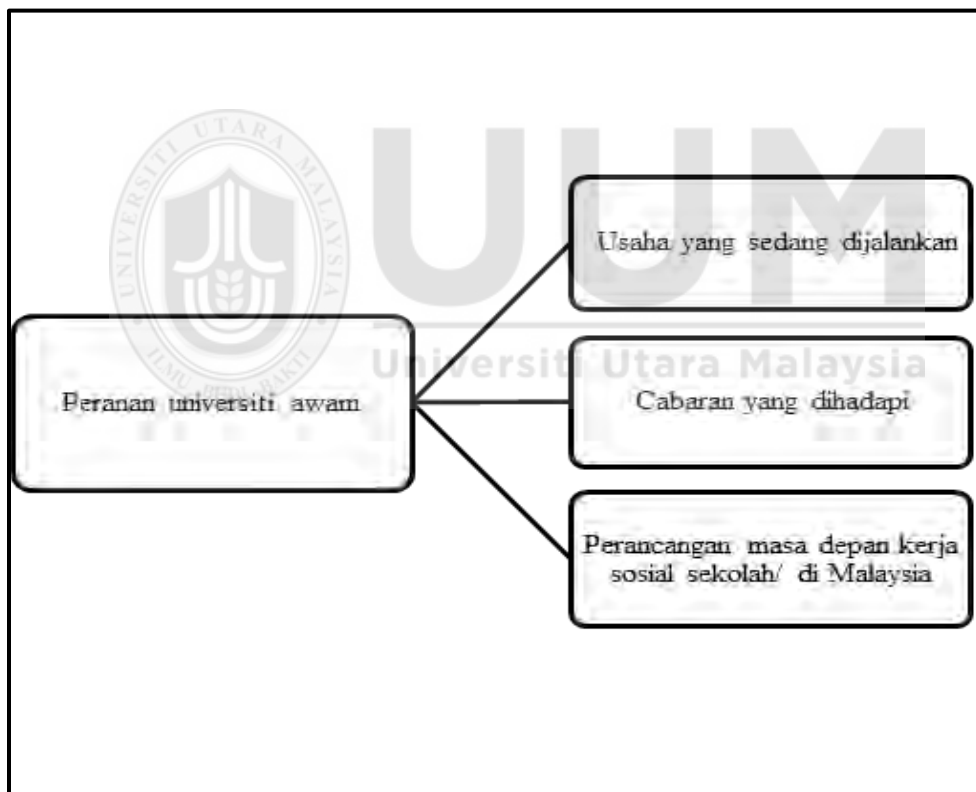 UNIVERSITI UTARA MALAYSIA
UUM
Universiti Utara Malaysia
ILMU BUDI BAKTI
Peranan universiti awam
Usaha yang sedang dijalankan
Cabaran yang dihadapi
Perancangan masa depan kerja
sosial sekolah/ di Malaysia